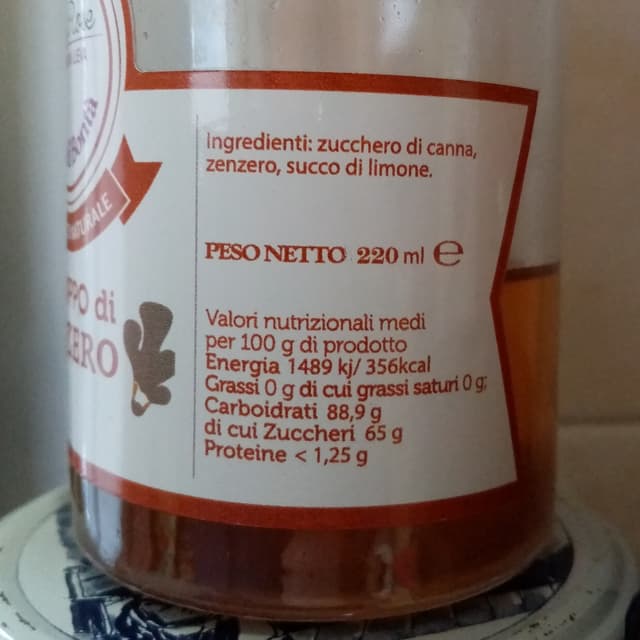 Bontà
NATURALE
di
Ingredienti: zucchero di canna,
zenzero, succo di limone.
PESO NETTO 220 ml ℮
Valori nutrizionali medi
per 100 g di prodotto
Energia 1489 kj/ 356kcal
Grassi 0 g di cui grassi saturi 0 g;
Carboidrati 88,9 g
di cui Zuccheri 65 g
Proteine < 1,25 g